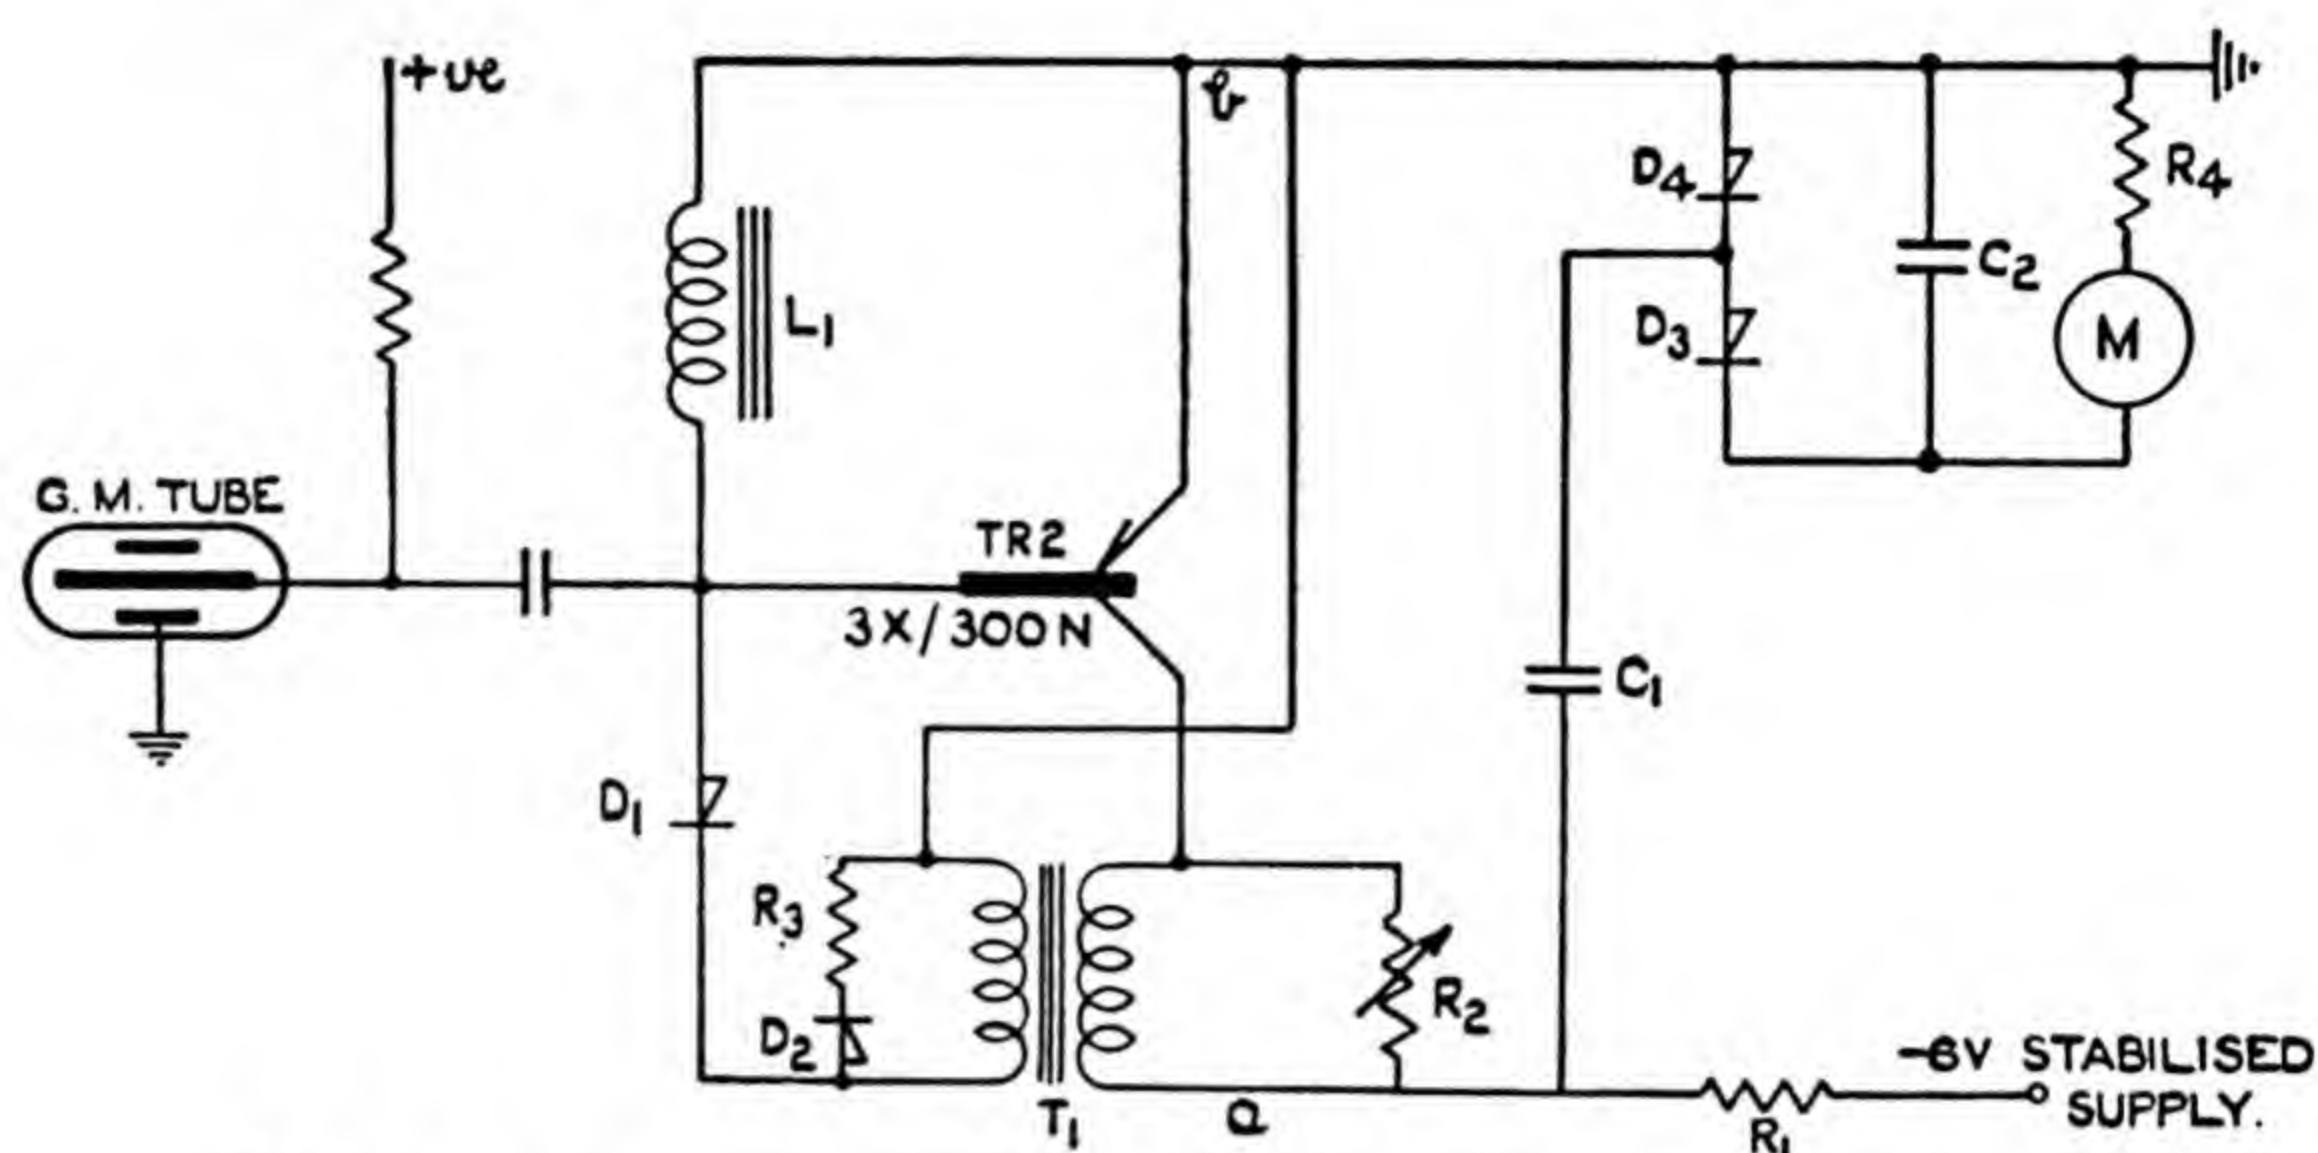 +ve
b
D4
R4
C2
D3
M
L1
G. M. TUBE
TR2
3X/300N
C1
D1
R3
D2
R2
T1
a
R1
-6V STABILISED
SUPPLY.